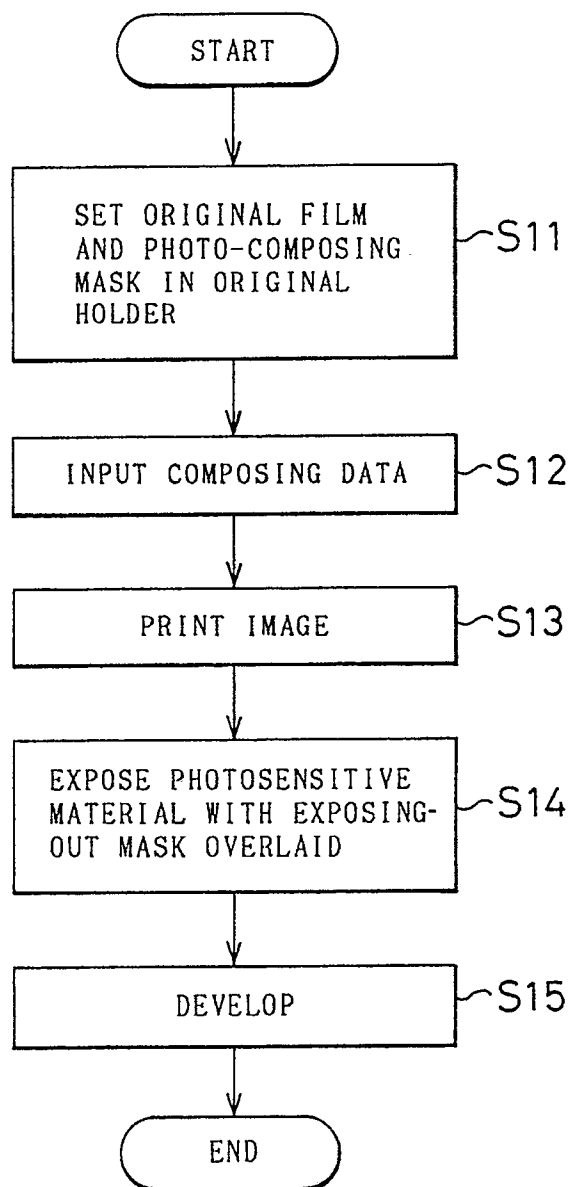 START
SET ORIGINAL FILM
AND PHOTO-COMPOSING
MASK IN ORIGINAL
HOLDER
S11
INPUT COMPOSING DATA
S12
PRINT IMAGE
S13
EXPOSE PHOTOSENSITIVE
MATERIAL WITH EXPOSING-
OUT MASK OVERLAID
S14
DEVELOP
S15
END